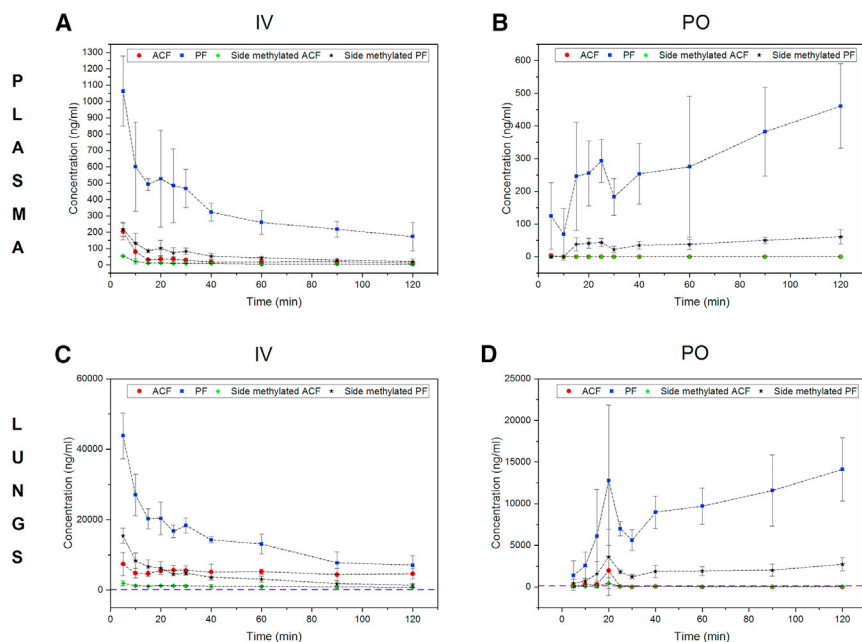 A IV
ACF PF Side methylated ACF Side methylated PF
Concentration (ng/ml)
1300
1200
1100
1000
900
800
700
600
500
400
300
200
100
0
0 20 40 60 80 100 120
Time (min)
B PO
ACF PF Side methylated ACF Side methylated PF
Concentration (ng/ml)
600
500
400
300
200
100
0
0 20 40 60 80 100 120
Time (min)
PLASMA
C IV
ACF PF Side methylated ACF Side methylated PF
Concentration (ng/ml)
60000
40000
20000
0
0 20 40 60 80 100 120
Time (min)
D PO
ACF PF Side methylated ACF Side methylated PF
Concentration (ng/ml)
25000
20000
15000
10000
5000
0
0 20 40 60 80 100 120
Time (min)
LUNGS